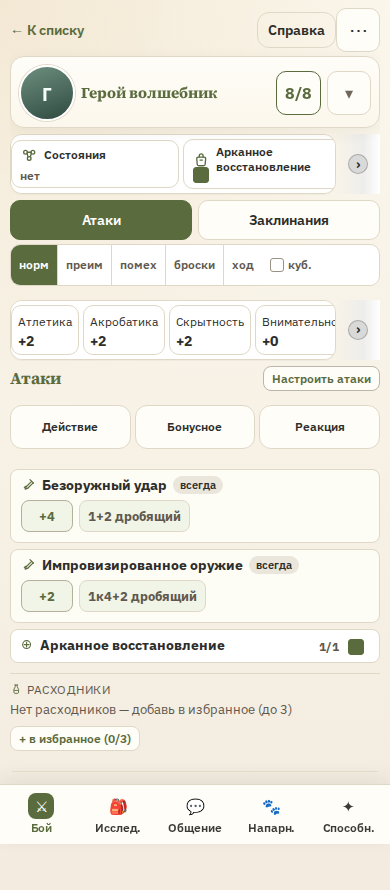 ← К списку
Справка
···
Г
Герой волшебник
8/8
▼
Состояния
нет
Арканное
восстановление
›
Атаки
Заклинания
норм
преим
помех
броски
ход
куб.
Атлетика
+2
Акробатика
+2
Скрытность
+2
Внимательнос
+0
›
Атаки
Настроить атаки
Действие
Бонусное
Реакция
Безоружный удар
всегда
+4
1+2 дробящий
Импровизированное оружие
всегда
+2
1к4+2 дробящий
Арканное восстановление
1/1
РАСХОДНИКИ
Нет расходников — добавь в избранное (до 3)
+ в избранное (0/3)
Бой
Исслед.
Общение
Напарн.
Способн.